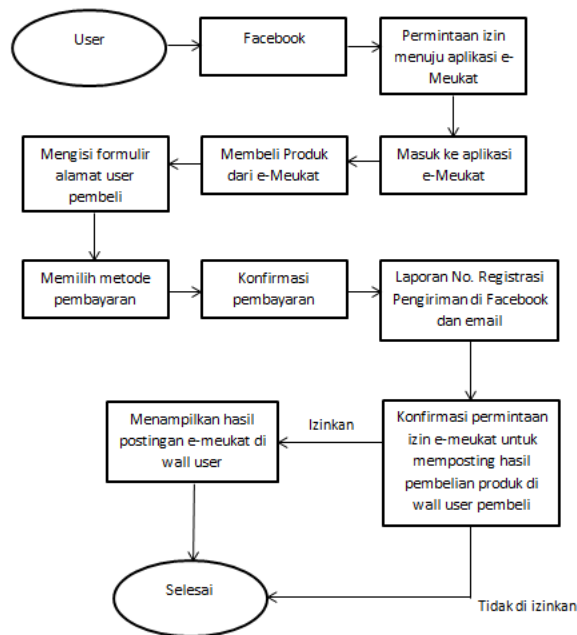 User
Facebook
Permintaan izin
menuju aplikasi e-
Meukat
Masuk ke aplikasi
e-Meukat
Membeli Produk
dari e-Meukat
Mengisi formulir
alamat user
pembeli
Memilih metode
pembayaran
Konfirmasi
pembayaran
Laporan No. Registrasi
Pengiriman di Facebook
dan email
Konfirmasi permintaan
izin e-meukat untuk
memposting hasil
pembelian produk di
wall user pembeli
Izinkan
Menampilkan hasil
postingan e-meukat di
wall user
Tidak di izinkan
Selesai